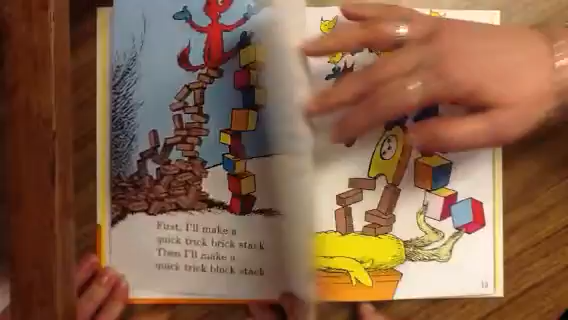 First, I'll make a
quick trick brick stack
Then I'll make a
quick trick block stack